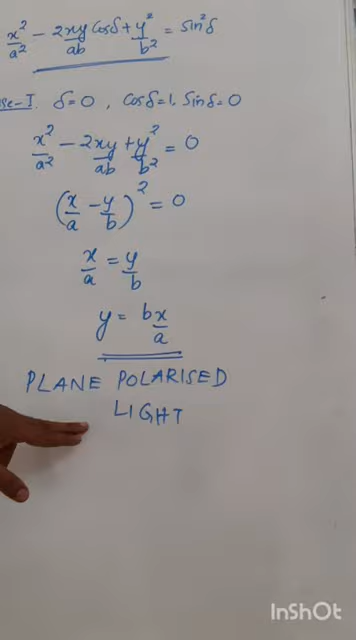 x²/a² - 2xy/ab Cosδ + y²/b² = Sin²δ
se-I. δ=0, Cosδ=1, Sinδ=0
x²/a² - 2xy/ab + y²/b² = 0
(x/a - y/b)² = 0
x/a = y/b
y = bx/a
PLANE POLARISED
LIGHT
InShOt